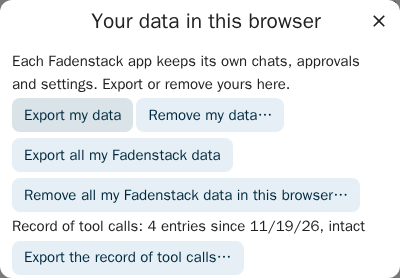 Your data in this browser
×
Each Fadenstack app keeps its own chats, approvals
and settings. Export or remove yours here.
Export my data
Remove my data⋯
Export all my Fadenstack data
Remove all my Fadenstack data in this browser⋯
Record of tool calls: 4 entries since 11/19/26, intact
Export the record of tool calls⋯